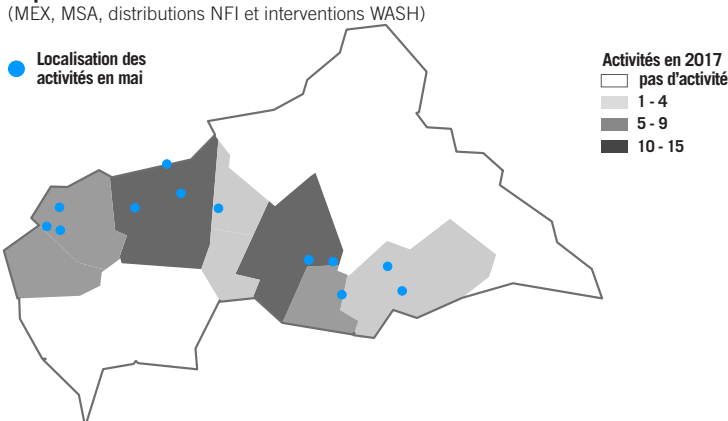 (MEX, MSA, distributions NFI et interventions WASH)
Localisation des
activités en mai
Activités en 2017
pas d’activité
1 - 4
5 - 9
10 - 15